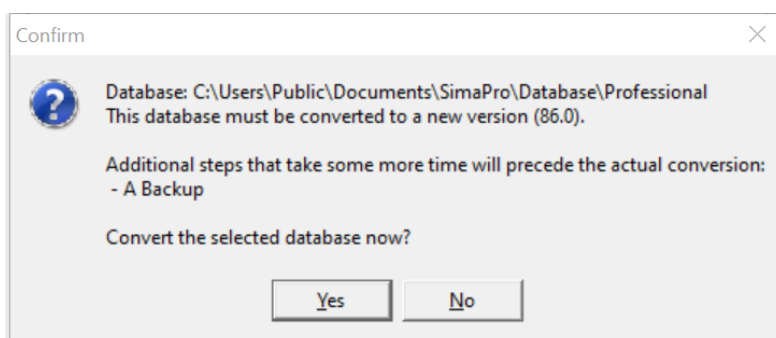 Confirm
Database: C:\Users\Public\Documents\SimaPro\Database\Professional
This database must be converted to a new version (86.0).
Additional steps that take some more time will precede the actual conversion:
- A Backup
Convert the selected database now?
Yes
No